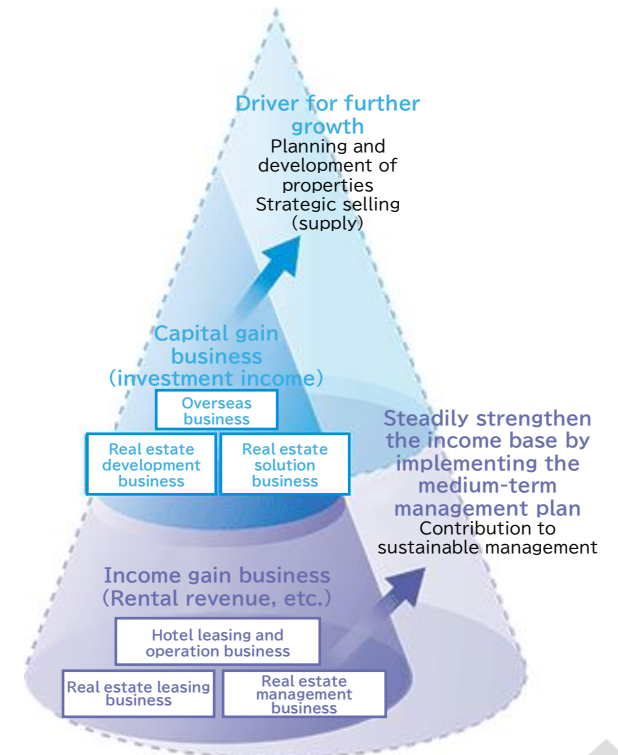 Driver for further
growth
Planning and
development of
properties
Strategic selling
(supply)
Capital gain
business
(investment income)
Overseas
business
Real estate
development
business
Real estate
solution
business
Steadily strengthen
the income base by
implementing the
medium-term
management plan
Contribution to
sustainable management
Income gain business
(Rental revenue, etc.)
Hotel leasing and
operation business
Real estate leasing
business
Real estate
management
business